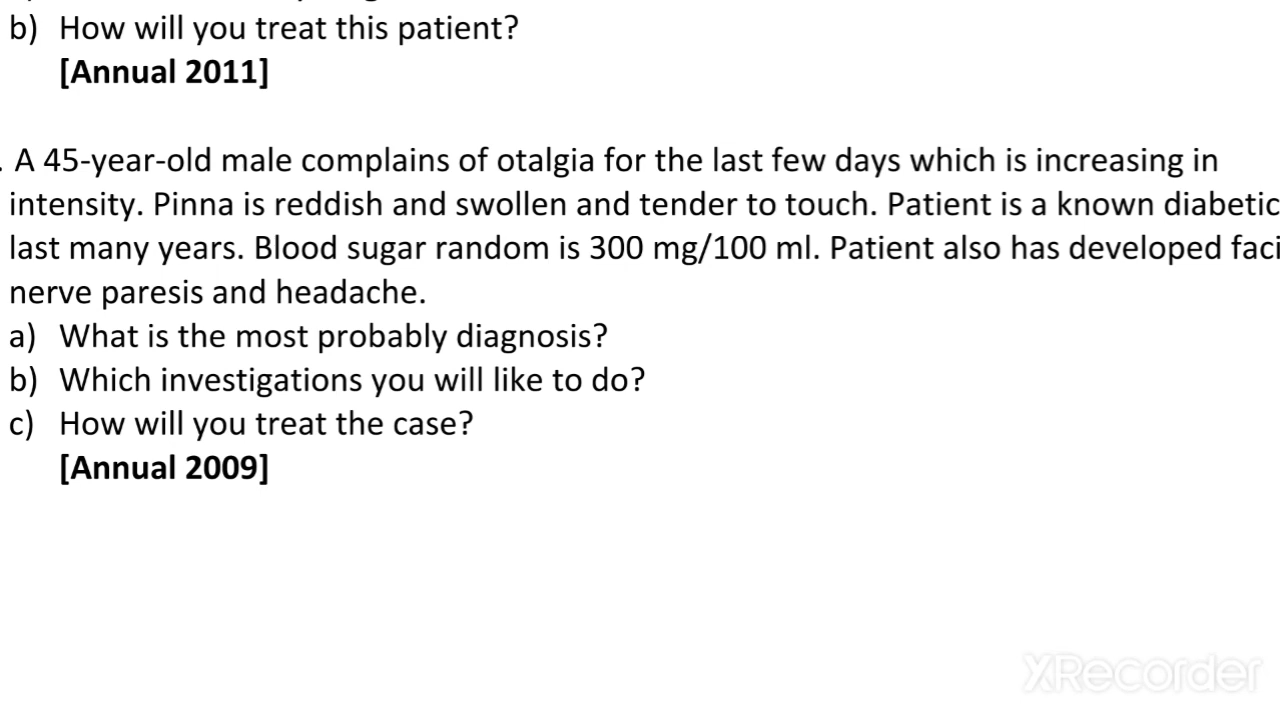 b) How will you treat this patient?
[Annual 2011]
. A 45-year-old male complains of otalgia for the last few days which is increasing in
intensity. Pinna is reddish and swollen and tender to touch. Patient is a known diabetic
last many years. Blood sugar random is 300 mg/100 ml. Patient also has developed faci
nerve paresis and headache.
a) What is the most probably diagnosis?
b) Which investigations you will like to do?
c) How will you treat the case?
[Annual 2009]
XRecorder